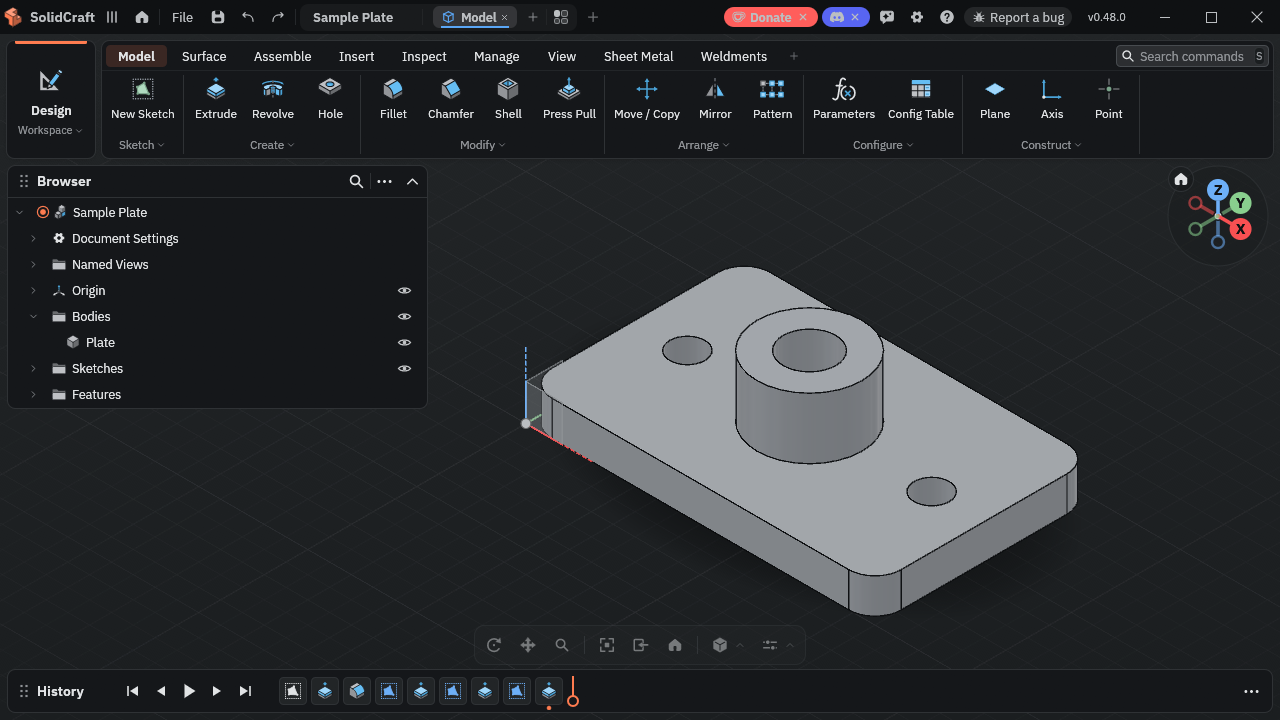 SolidCraft
File
Sample Plate
Model
Donate
Report a bug
v0.48.0
Design
Workspace
Model
Surface
Assemble
Insert
Inspect
Manage
View
Sheet Metal
Weldments
Search commands
S
New Sketch
Extrude
Revolve
Hole
Fillet
Chamfer
Shell
Press Pull
Move / Copy
Mirror
Pattern
Parameters
Config Table
Plane
Axis
Point
Sketch
Create
Modify
Arrange
Configure
Construct
Browser
Sample Plate
Document Settings
Named Views
Origin
Bodies
Plate
Sketches
Features
Z
Y
X
History